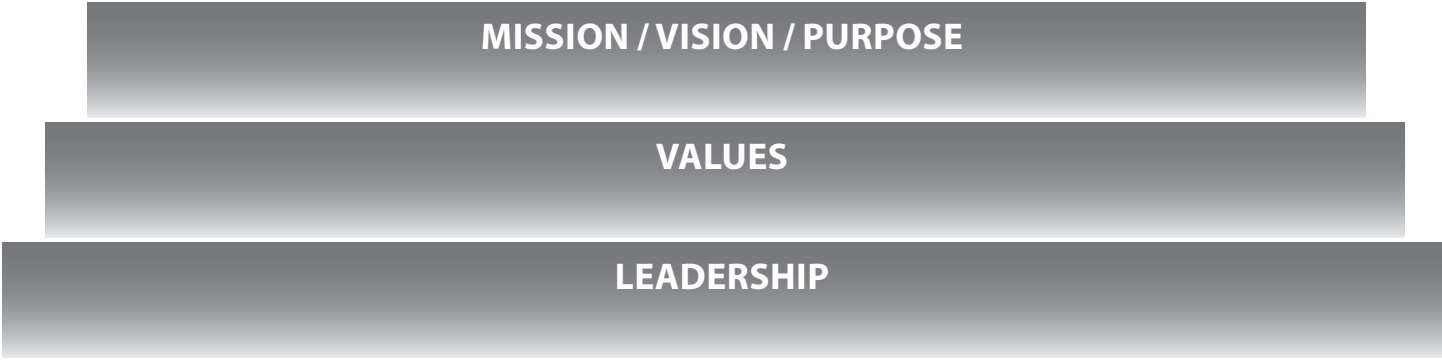 MISSION / VISION / PURPOSE
VALUES
LEADERSHIP